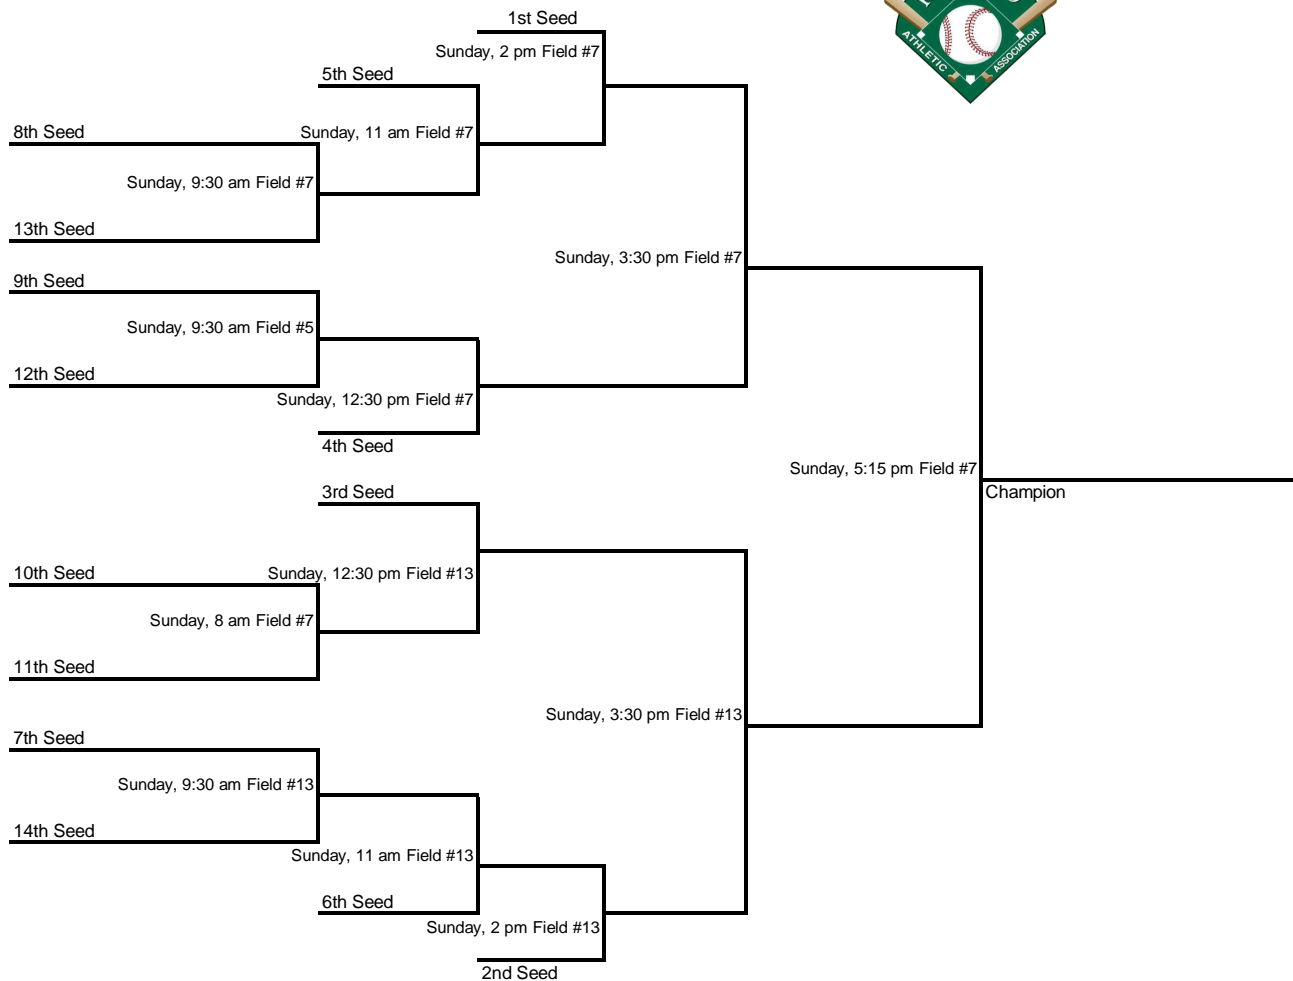 1st Seed
Sunday, 2 pm Field #7
5th Seed
8th Seed
Sunday, 11 am Field #7
Sunday, 9:30 am Field #7
13th Seed
Sunday, 3:30 pm Field #7
9th Seed
Sunday, 9:30 am Field #5
12th Seed
Sunday, 12:30 pm Field #7
4th Seed
Sunday, 5:15 pm Field #7
Champion
3rd Seed
10th Seed
Sunday, 12:30 pm Field #13
Sunday, 8 am Field #7
11th Seed
Sunday, 3:30 pm Field #13
7th Seed
Sunday, 9:30 am Field #13
14th Seed
Sunday, 11 am Field #13
6th Seed
Sunday, 2 pm Field #13
2nd Seed
ATHLETIC
ASSOCIATION